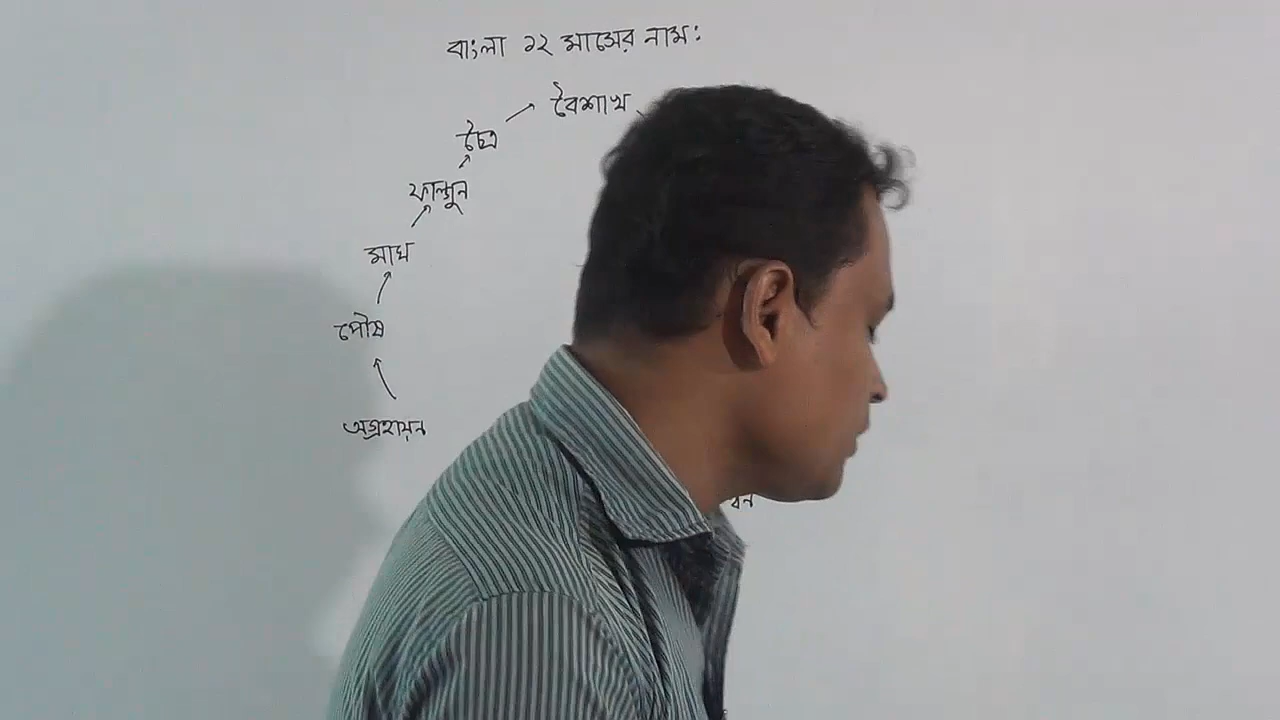 বাংলা ১২ মাসের নাম:
বৈশাখ
চৈত্র
ফাল্গুন
মাঘ
পৌষ
অগ্রহায়ন